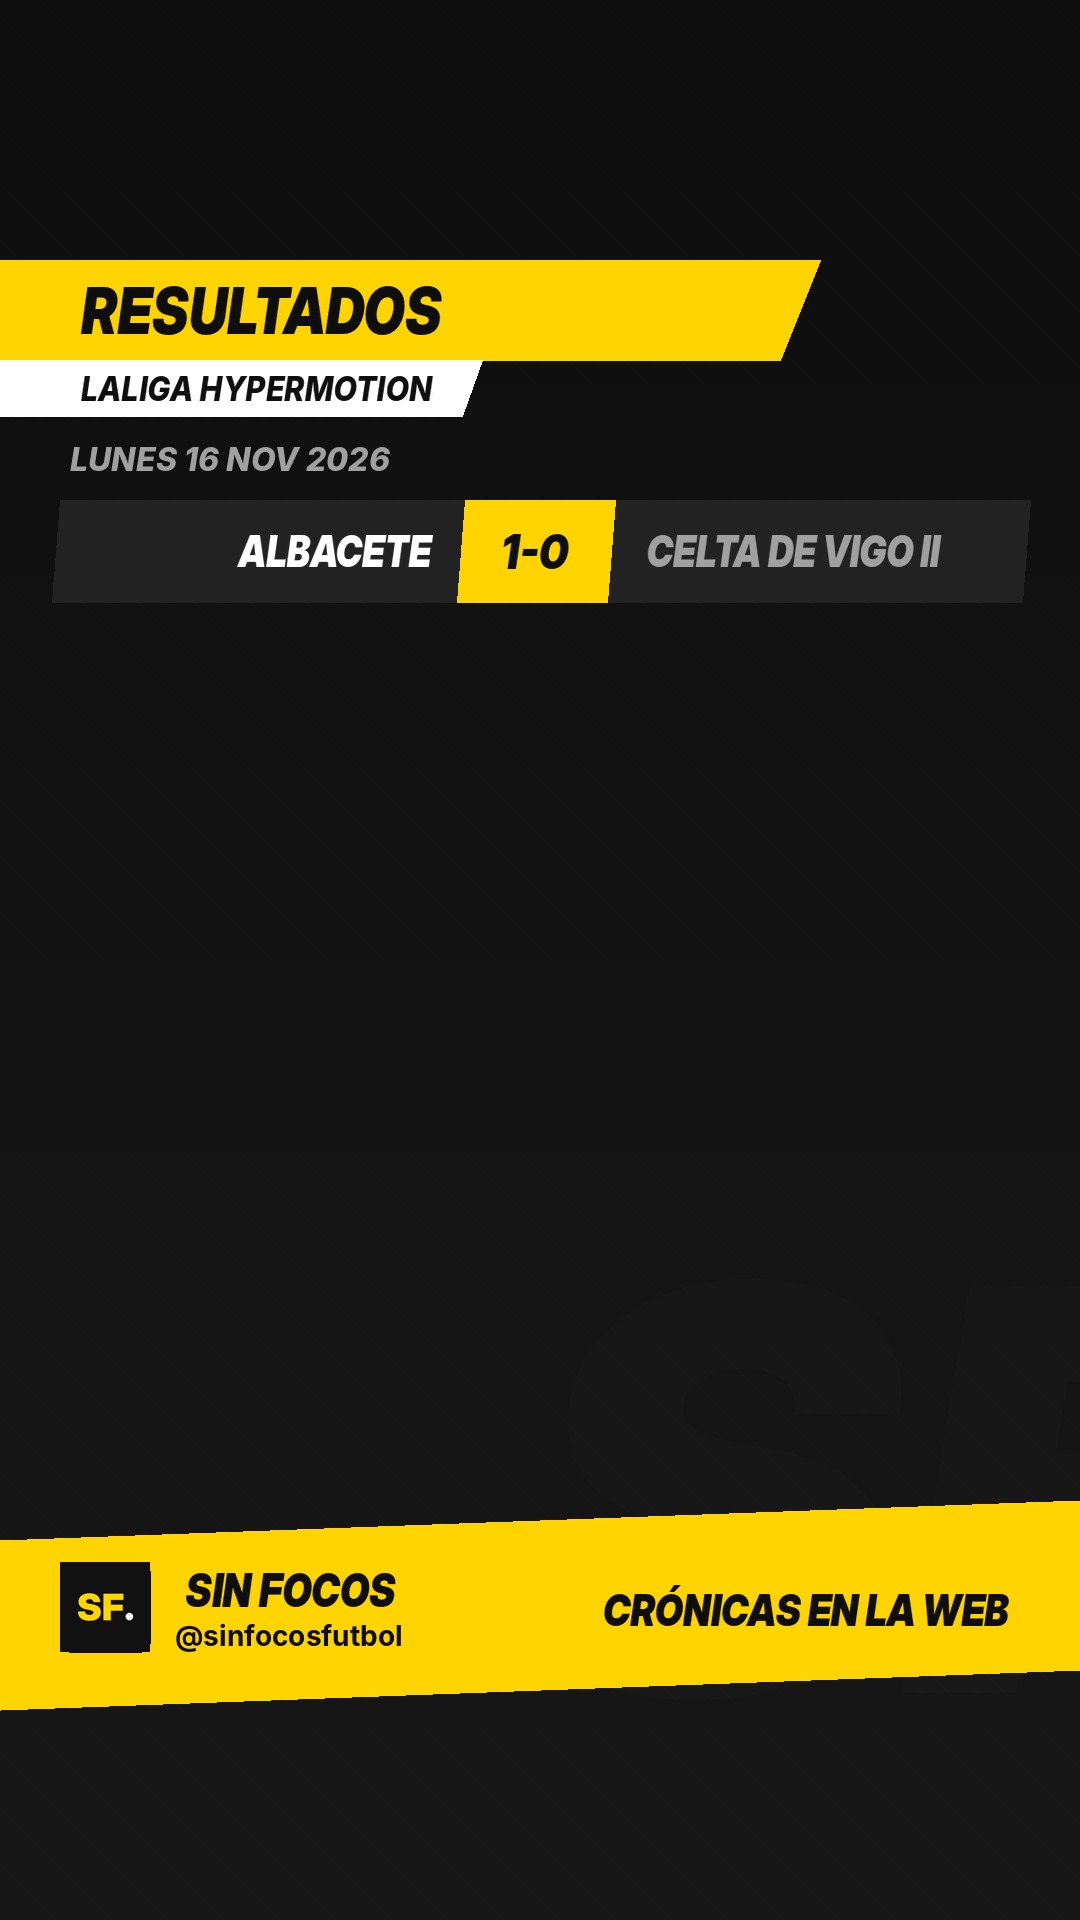 RESULTADOS
LALIGA HYPERMOTION
LUNES 16 NOV 2026
ALBACETE 1-0 CELTA DE VIGO II
SF.
SIN FOCOS
@sinfocosfutbol
CRÓNICAS EN LA WEB
SF